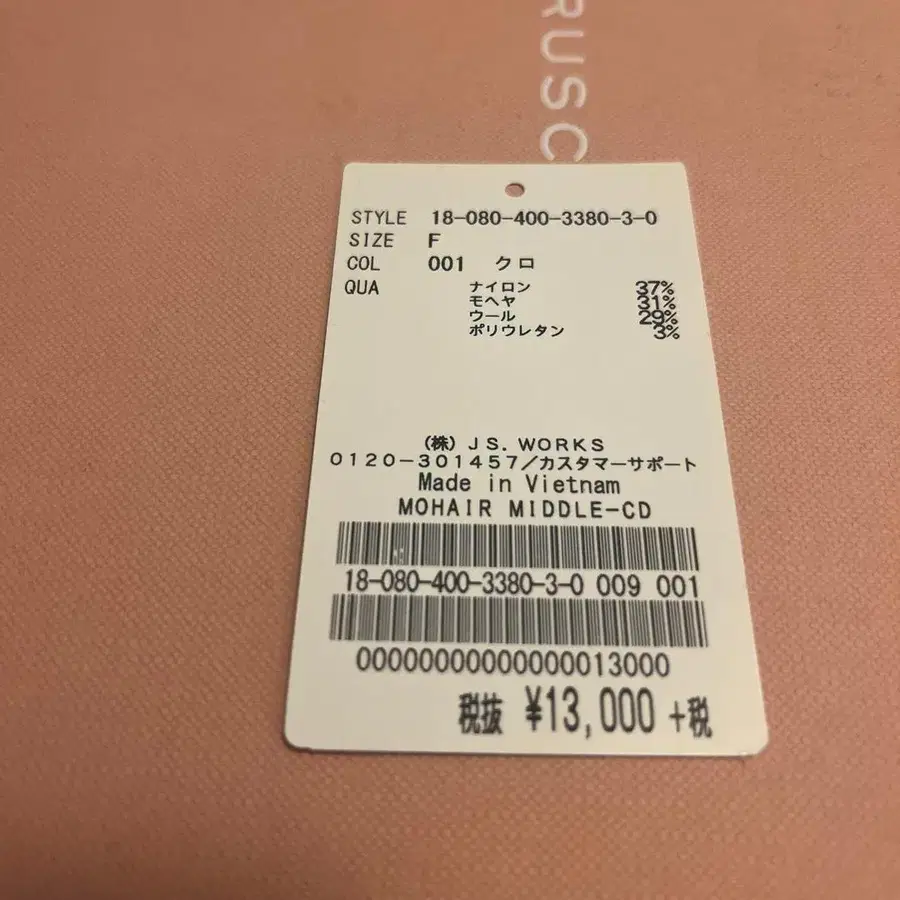 RUSC
STYLE 18-080-400-3380-3-0
SIZE F
COL 001 クロ
QUA ナイロン 37%
モヘヤ 31%
ウール 29%
ポリウレタン 3%
(株) JS. WORKS
0120-301457/カスタマーサポート
Made in Vietnam
MOHAIR MIDDLE-CD
18-080-400-3380-3-0 009 001
00000000000000013000
税抜 ¥13,000 +税